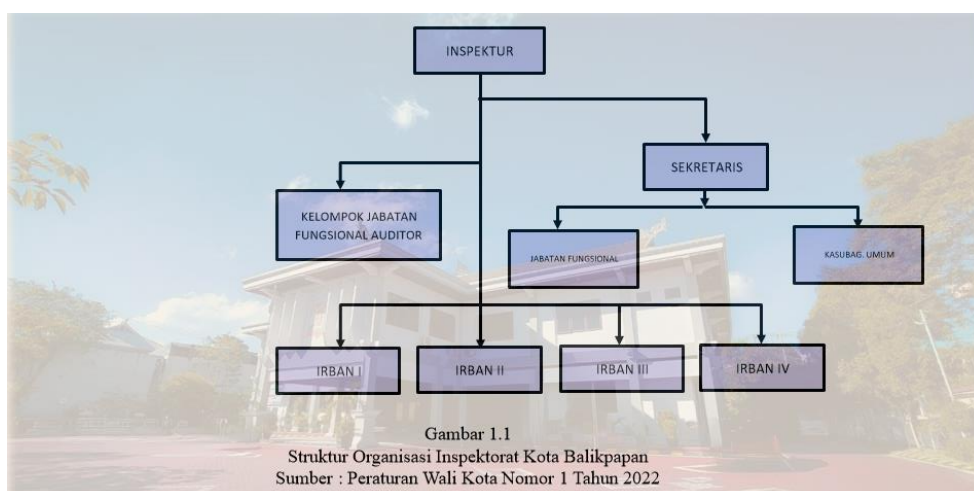 INSPEKTUR
SEKRETARIS
KELOMPOK JABATAN
FUNGSIONAL AUDITOR
JABATAN FUNGSIONAL
KASUBAG. UMUM
IRBAN I
IRBAN II
IRBAN III
IRBAN IV
Gambar 1.1
Struktur Organisasi Inspektorat Kota Balikpapan
Sumber : Peraturan Wali Kota Nomor 1 Tahun 2022